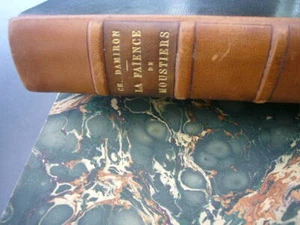 CH. DAMIRON
LA FAÏENCE
DE
MOUSTIERS